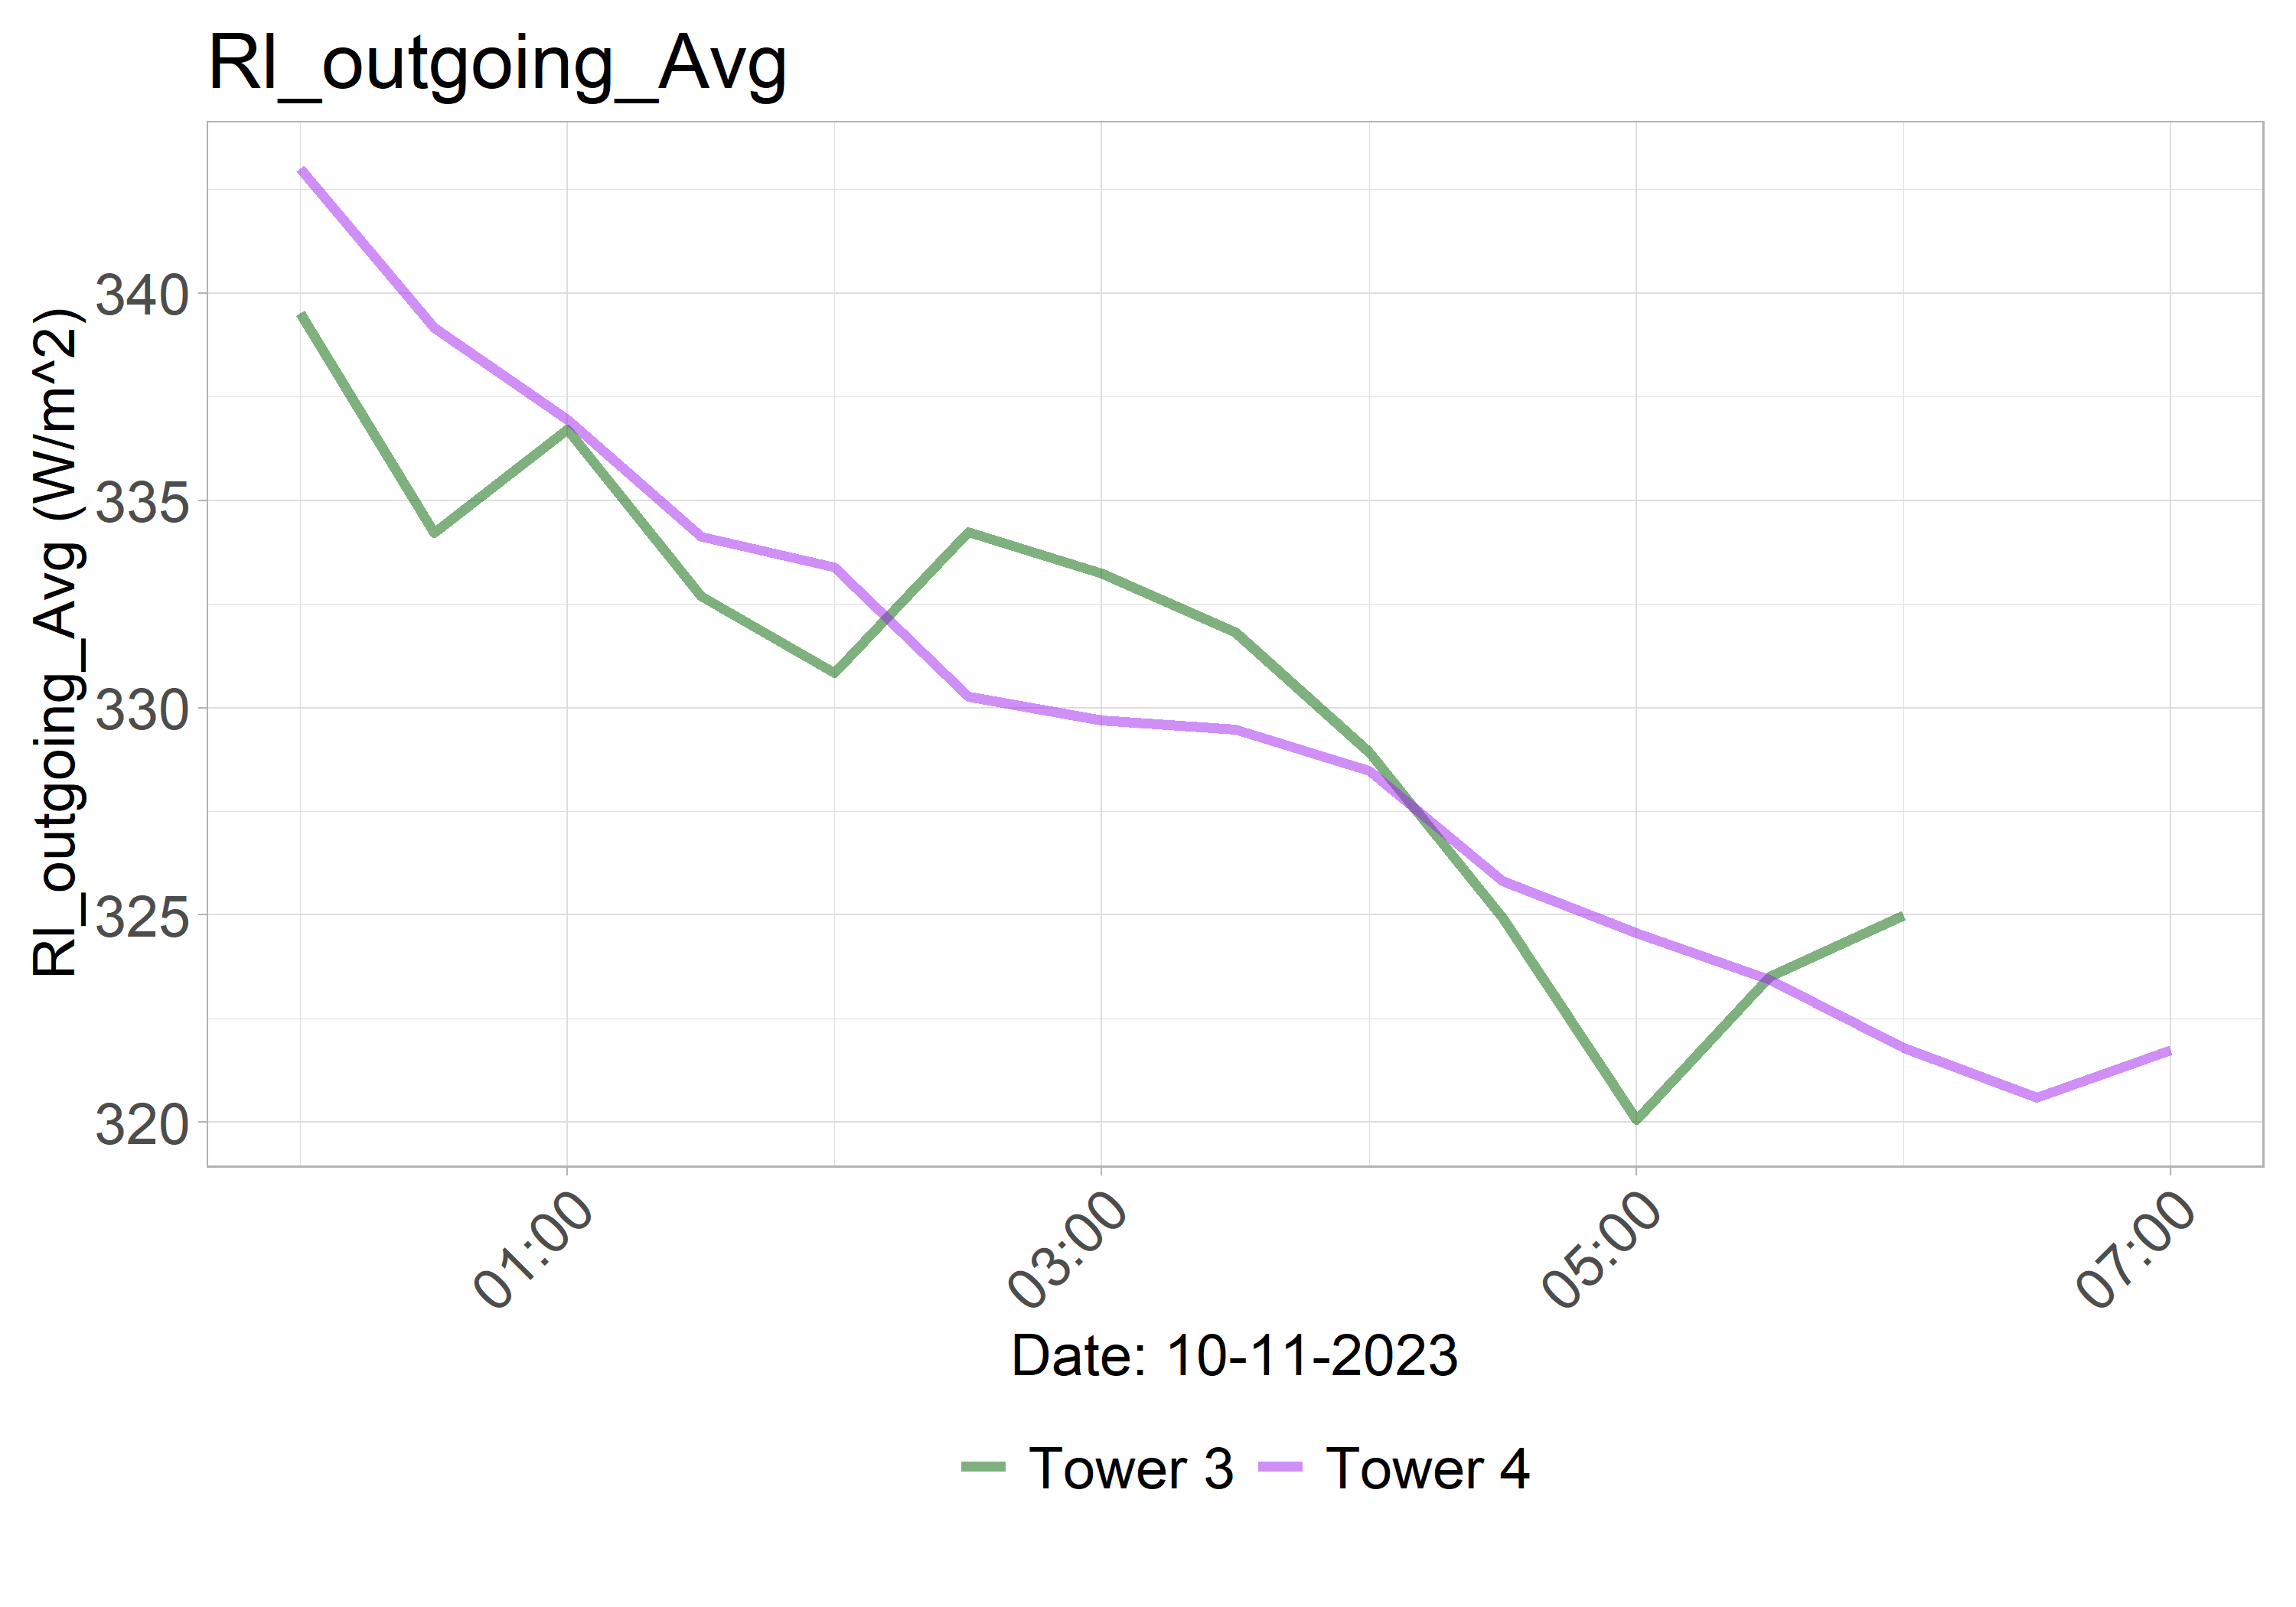 Rl_outgoing_Avg
Rl_outgoing_Avg (W/m^2)
340
335
330
325
320
01:00
03:00
05:00
07:00
Date: 10-11-2023
Tower 3
Tower 4